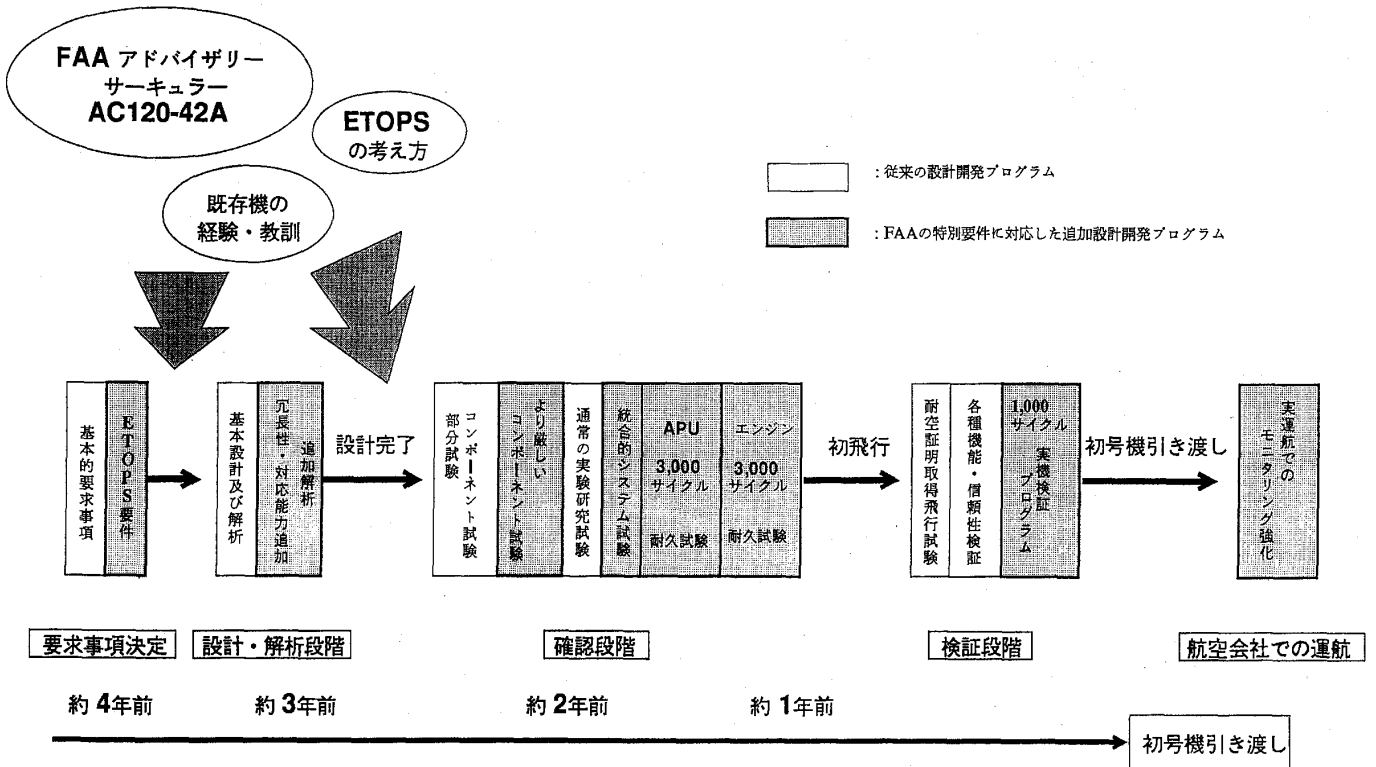 FAA アドバイザリー
サーキュラー
AC120-42A
ETOPS
の考え方
既存機の
経験・教訓
：従来の設計開発プログラム
：FAAの特別要件に対応した追加設計開発プログラム
基本的要求事項
ETOPS要件
基本設計及び解析
追加解析
冗長性・対応能力追加
設計完了
コンポーネント試験
部分試験
より厳しい
コンポーネント試験
通常の実験研究試験
統合的システム試験
APU
3,000
サイクル
耐久試験
エンジン
3,000
サイクル
耐久試験
初飛行
耐空証明取得飛行試験
各種機能・信頼性検証
1,000
サイクル
実機検証
プログラム
初号機引き渡し
実運航での
モニタリング強化
要求事項決定
設計・解析段階
確認段階
検証段階
航空会社での運航
約 4年前
約 3年前
約 2年前
約 1年前
初号機引き渡し